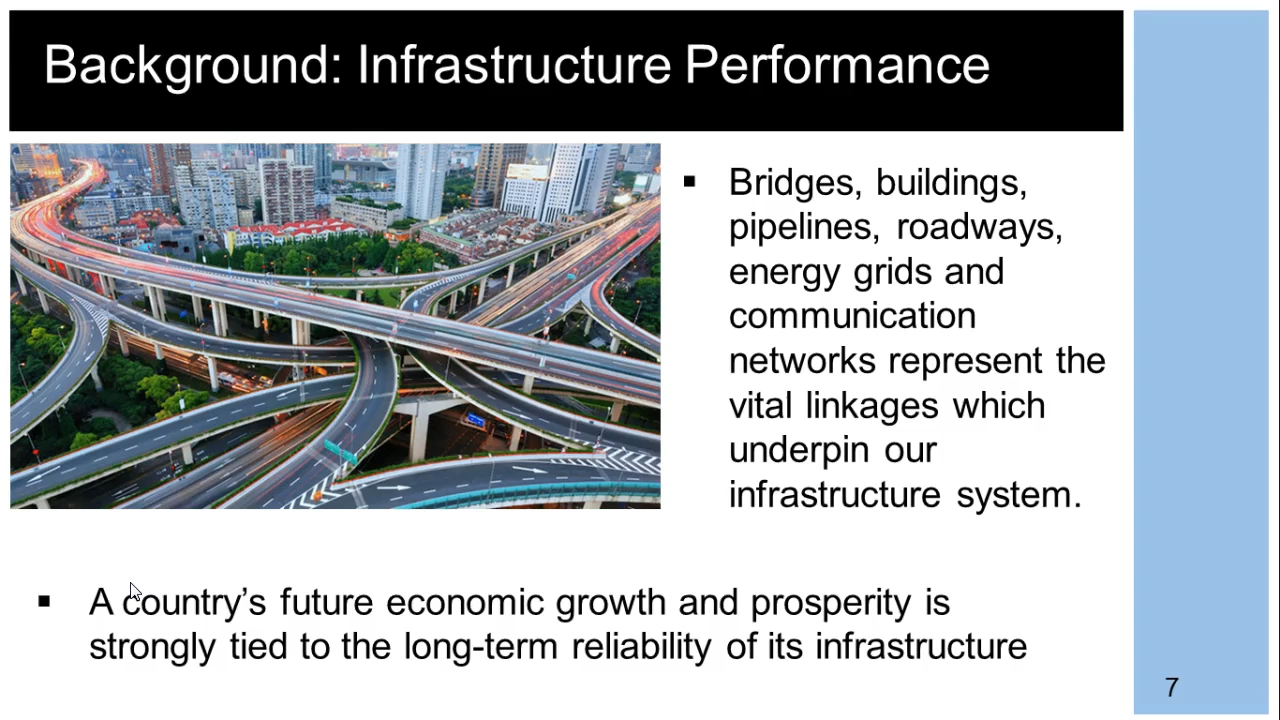 Background: Infrastructure Performance
▪ Bridges, buildings,
pipelines, roadways,
energy grids and
communication
networks represent the
vital linkages which
underpin our
infrastructure system.
▪ A country’s future economic growth and prosperity is
strongly tied to the long-term reliability of its infrastructure
7